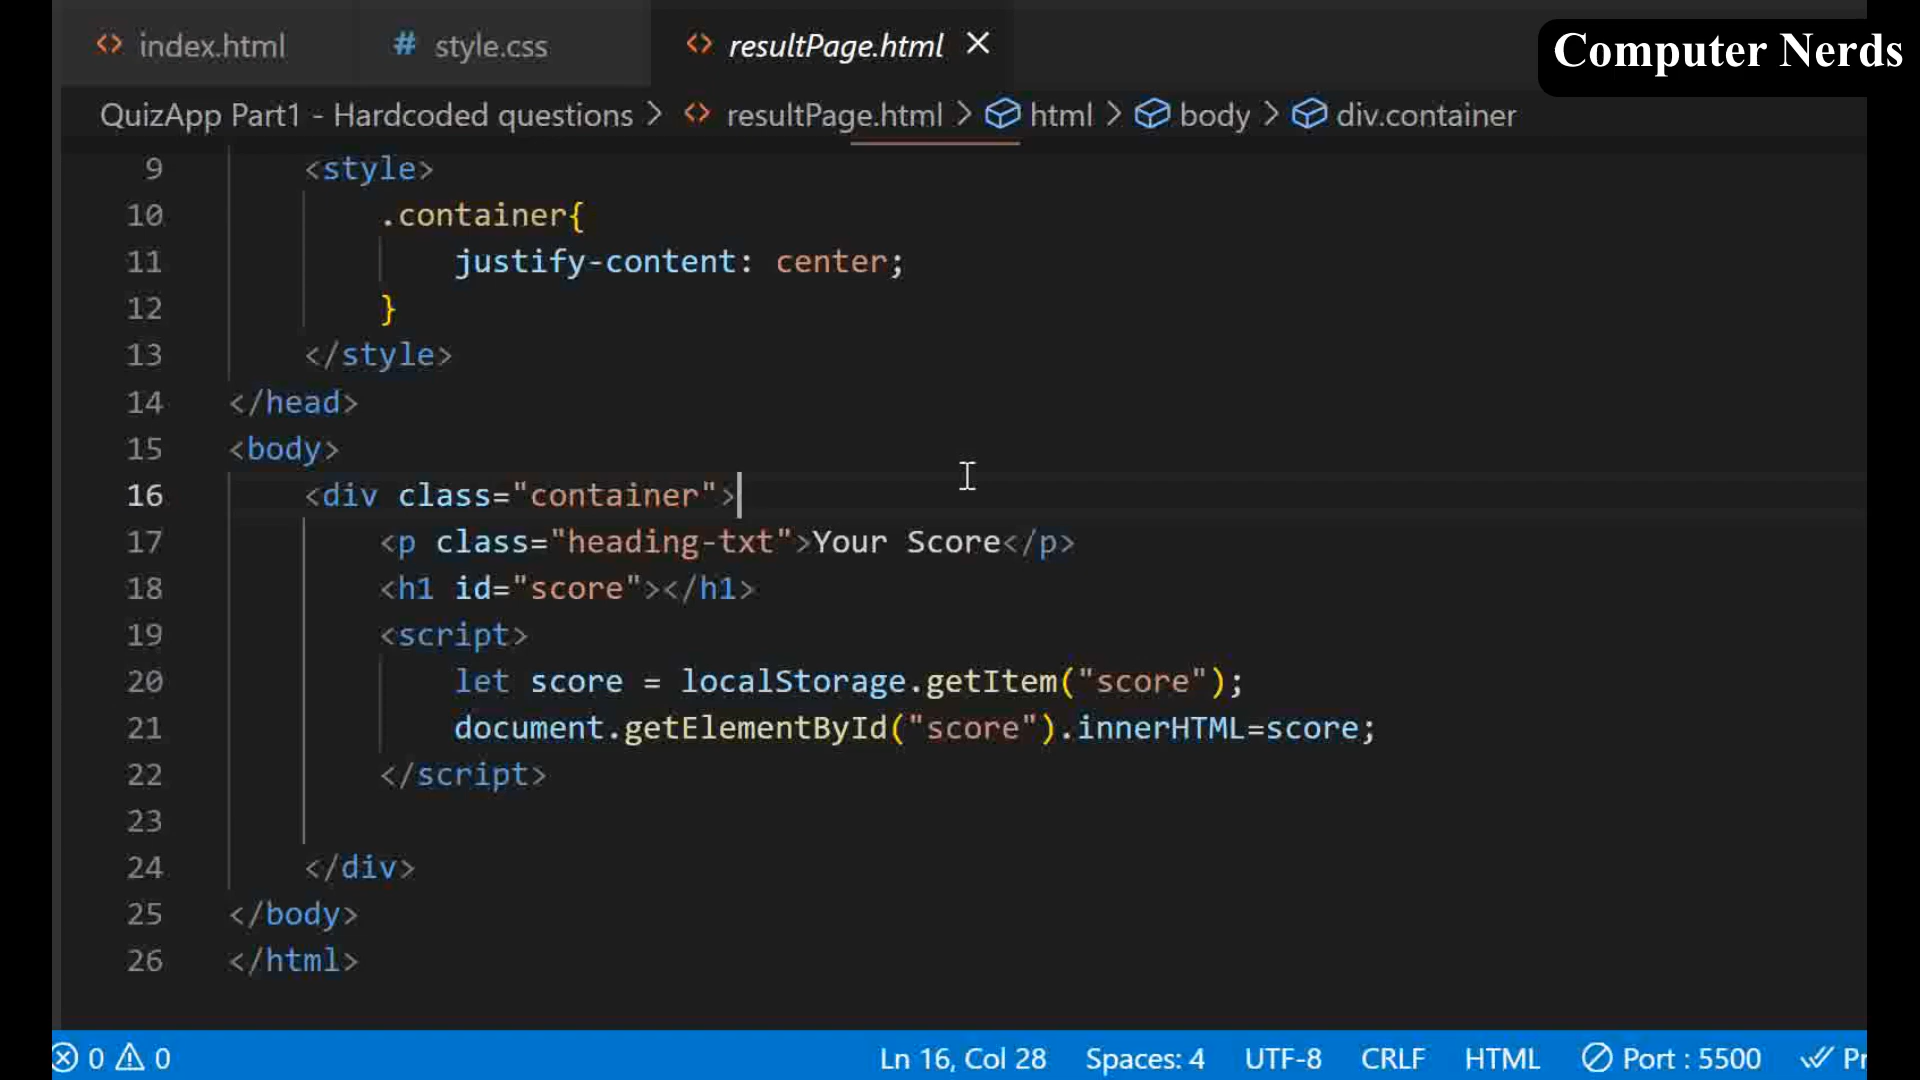 index.html
# style.css
resultPage.html
Computer Nerds
QuizApp Part1 - Hardcoded questions > resultPage.html > html > body > div.container
9 <style>
10 .container{
11 justify-content: center;
12 }
13 </style>
14 </head>
15 <body>
16 <div class="container">
17 <p class="heading-txt">Your Score</p>
18 <h1 id="score"></h1>
19 <script>
20 let score = localStorage.getItem("score");
21 document.getElementById("score").innerHTML=score;
22 </script>
23
24 </div>
25 </body>
26 </html>
0 0 Ln 16, Col 28 Spaces: 4 UTF-8 CRLF HTML Port : 5500